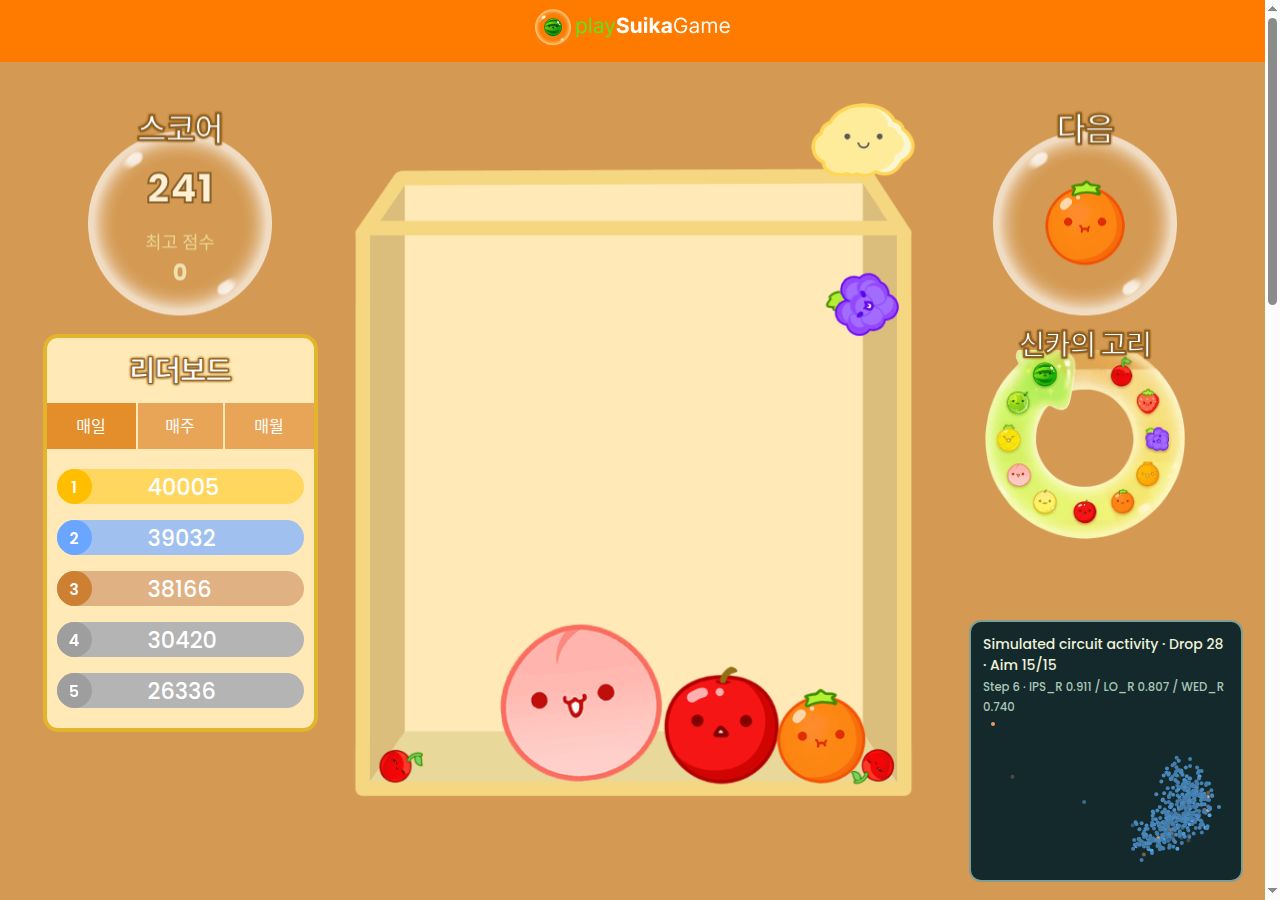 playSuikaGame
스코어
241
최고 점수
0
다음
신카의 고리
리더보드
매일 매주 매월
1 40005
2 39032
3 38166
4 30420
5 26336
Simulated circuit activity · Drop 28
· Aim 15/15
Step 6 · IPS_R 0.911 / LO_R 0.807 / WED_R
0.740